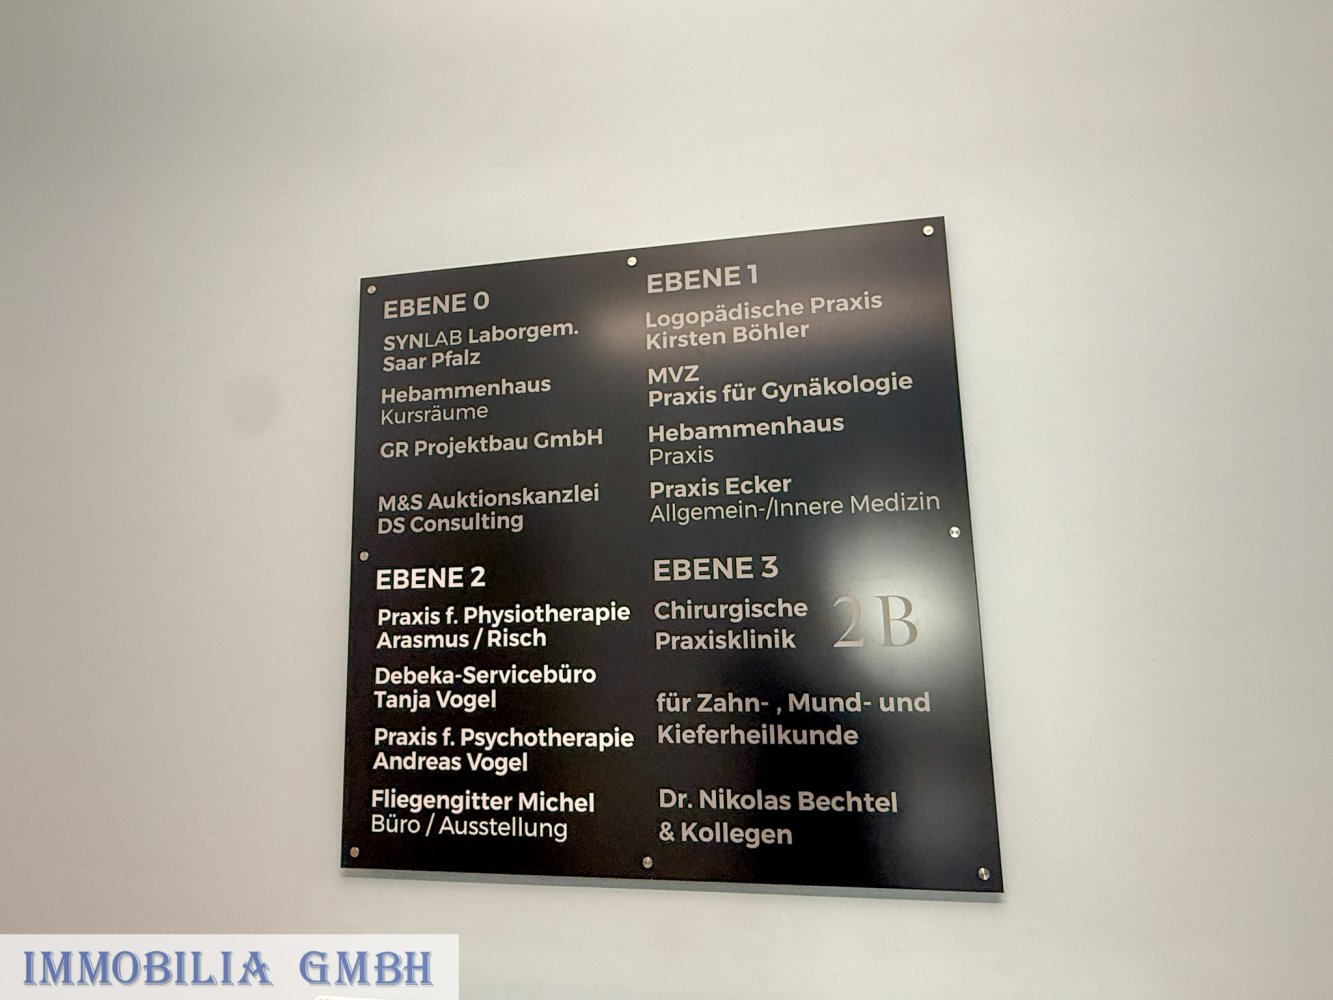 EBENE 0
SYNLAB Laborgem.
Saar Pfalz
Hebammenhaus
Kursräume
GR Projektbau GmbH
M&S Auktionskanzlei
DS Consulting
EBENE 1
Logopädische Praxis
Kirsten Böhler
MVZ
Praxis für Gynäkologie
Hebammenhaus
Praxis
Praxis Ecker
Allgemein-/Innere Medizin
EBENE 2
Praxis f. Physiotherapie
Arasmus / Risch
Debeka-Servicebüro
Tanja Vogel
Praxis f. Psychotherapie
Andreas Vogel
Fliegengitter Michel
Büro / Ausstellung
EBENE 3
Chirurgische
Praxisklinik
2B
für Zahn- , Mund- und
Kieferheilkunde
Dr. Nikolas Bechtel
& Kollegen
IMMOBILIA GMBH